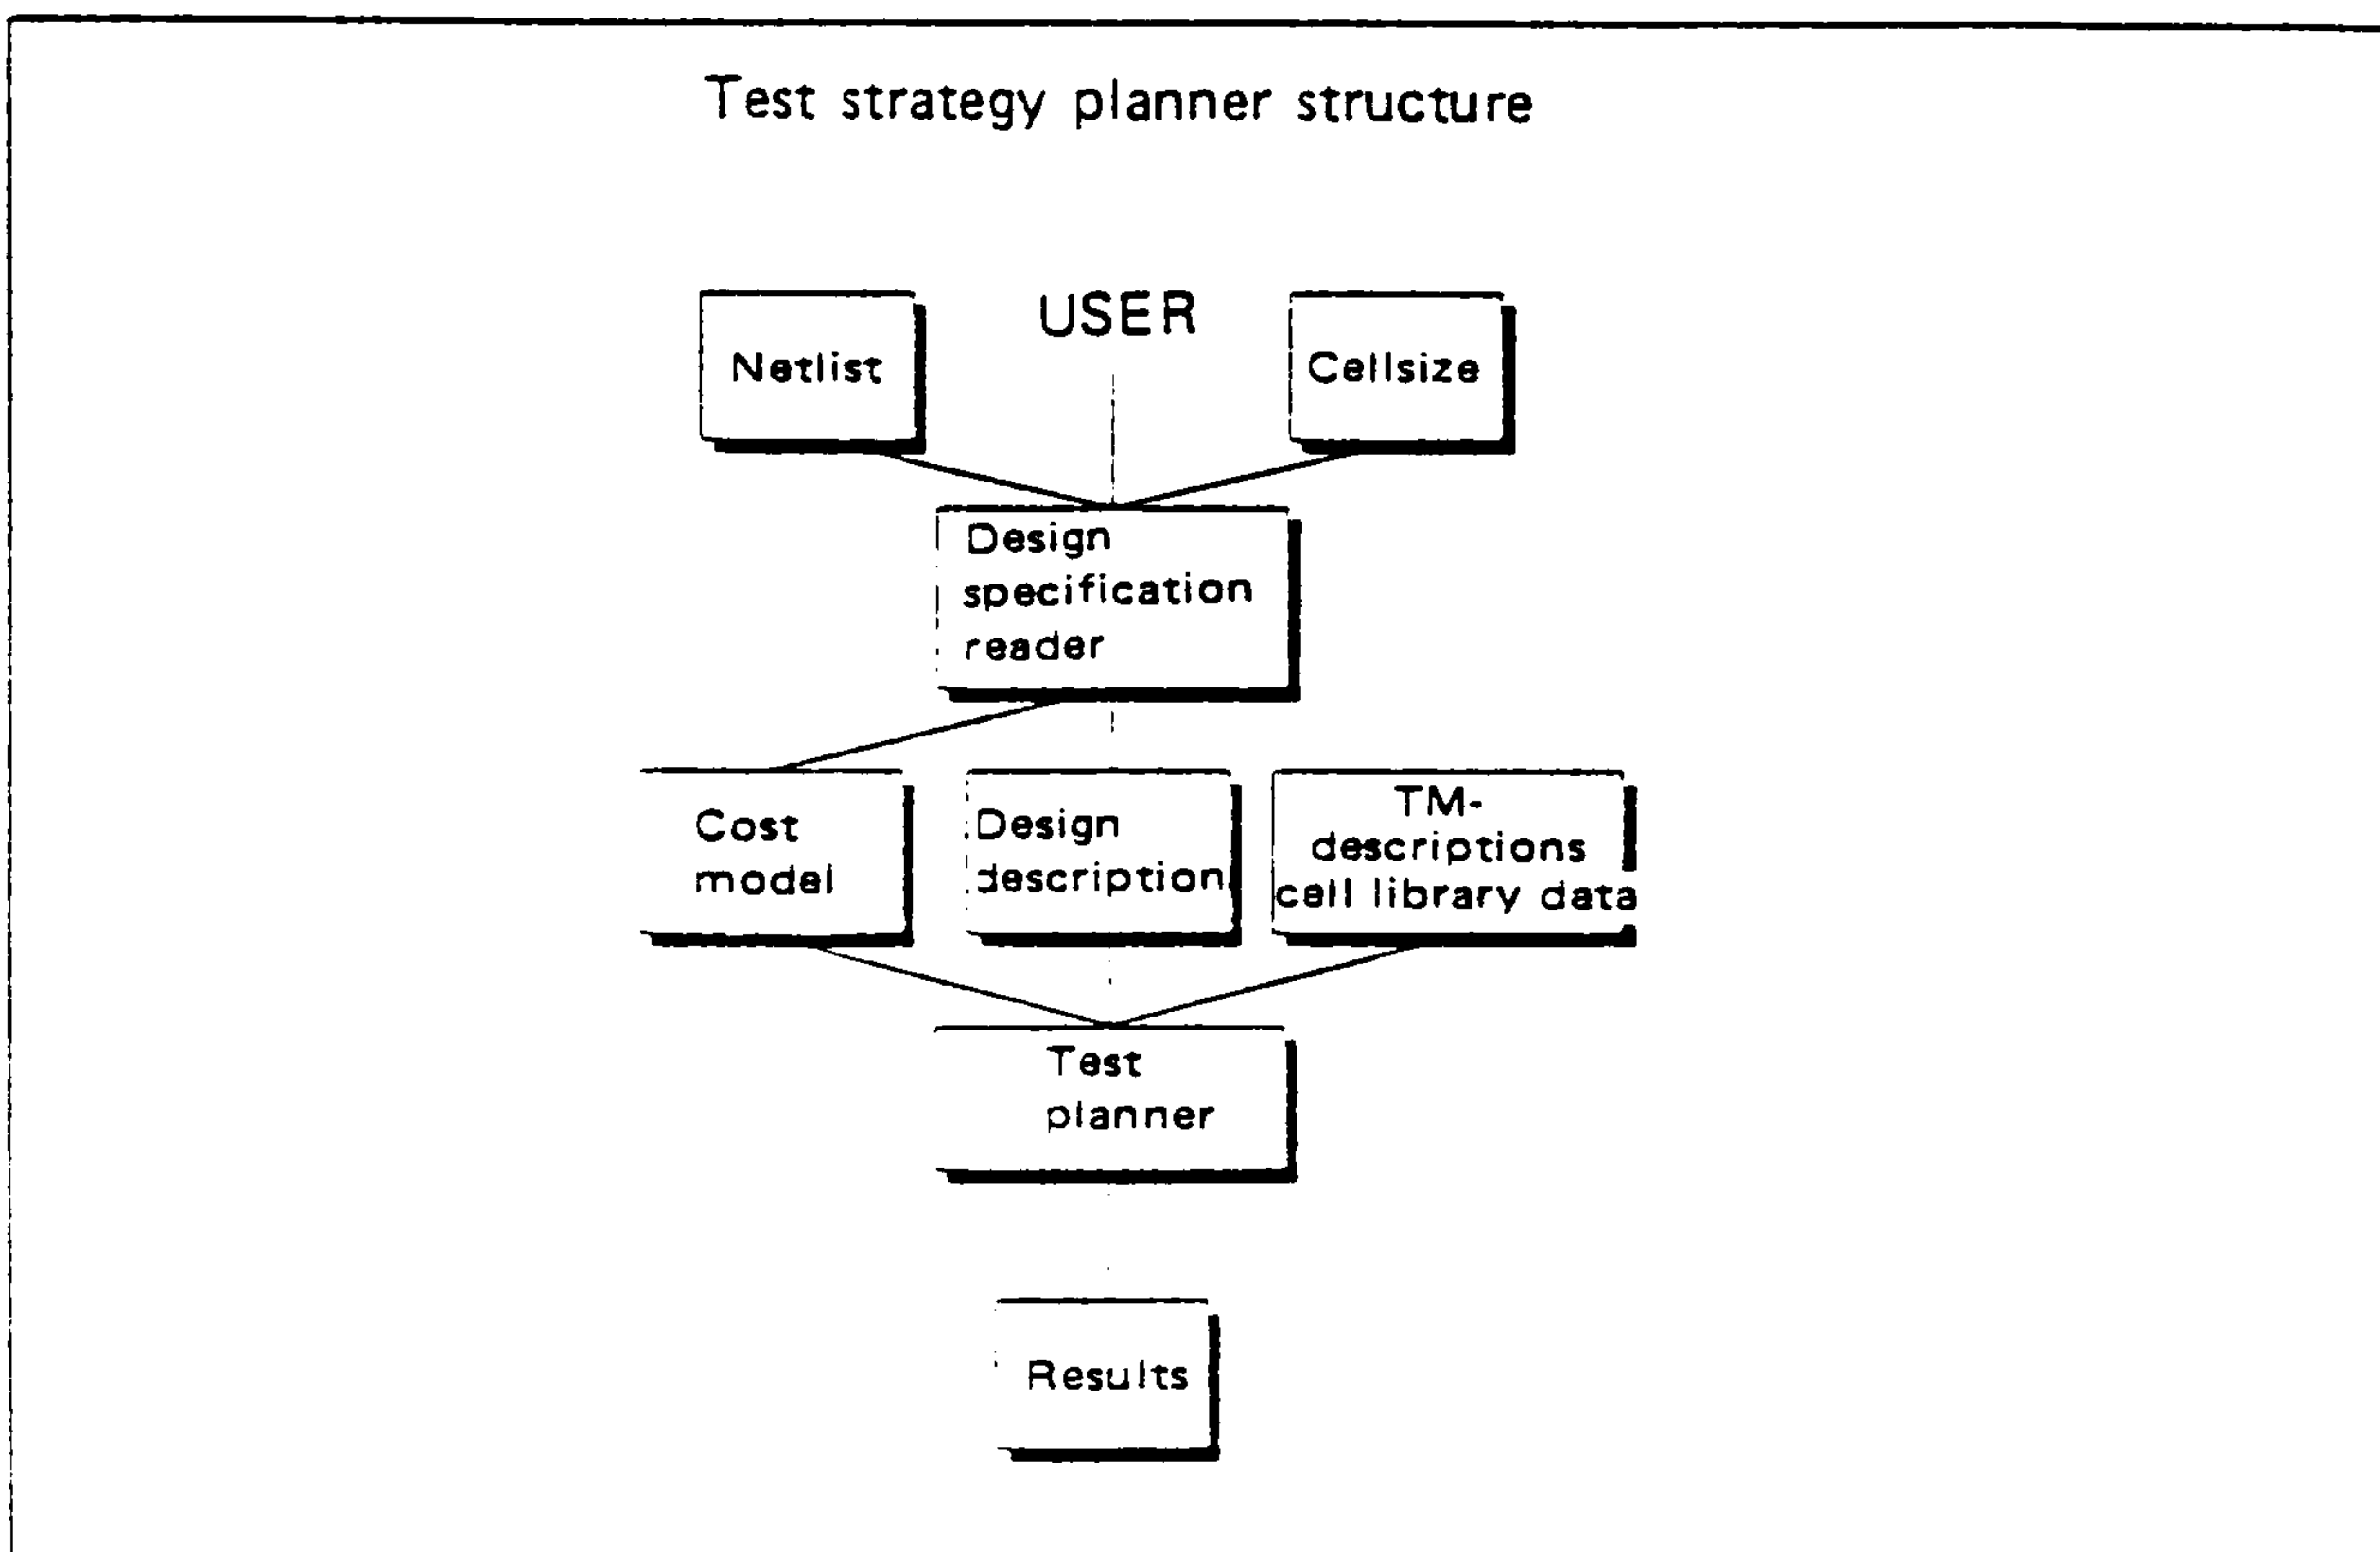 Test strategy planner structure
Netlist
USER
Cellsize
Design
specification
reader
Cost
model
Design
description
TM-
descriptions
cell library data
Test
planner
Results